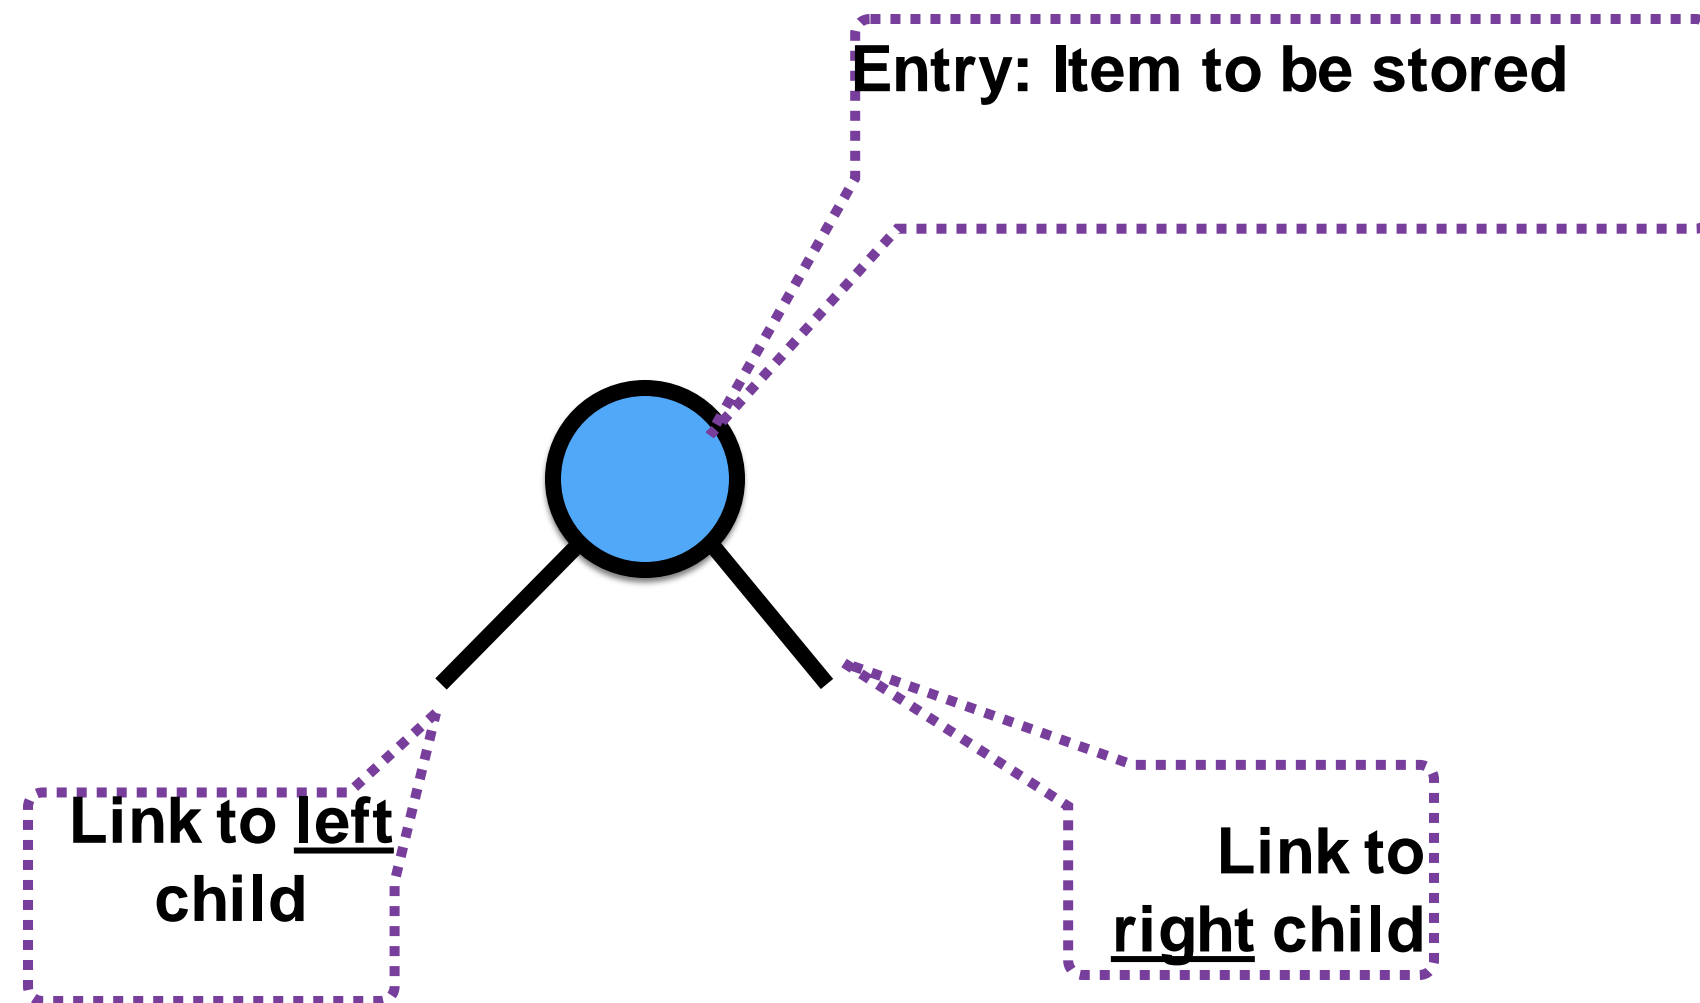 Entry: Item to be stored
Link to left
child
Link to
right child